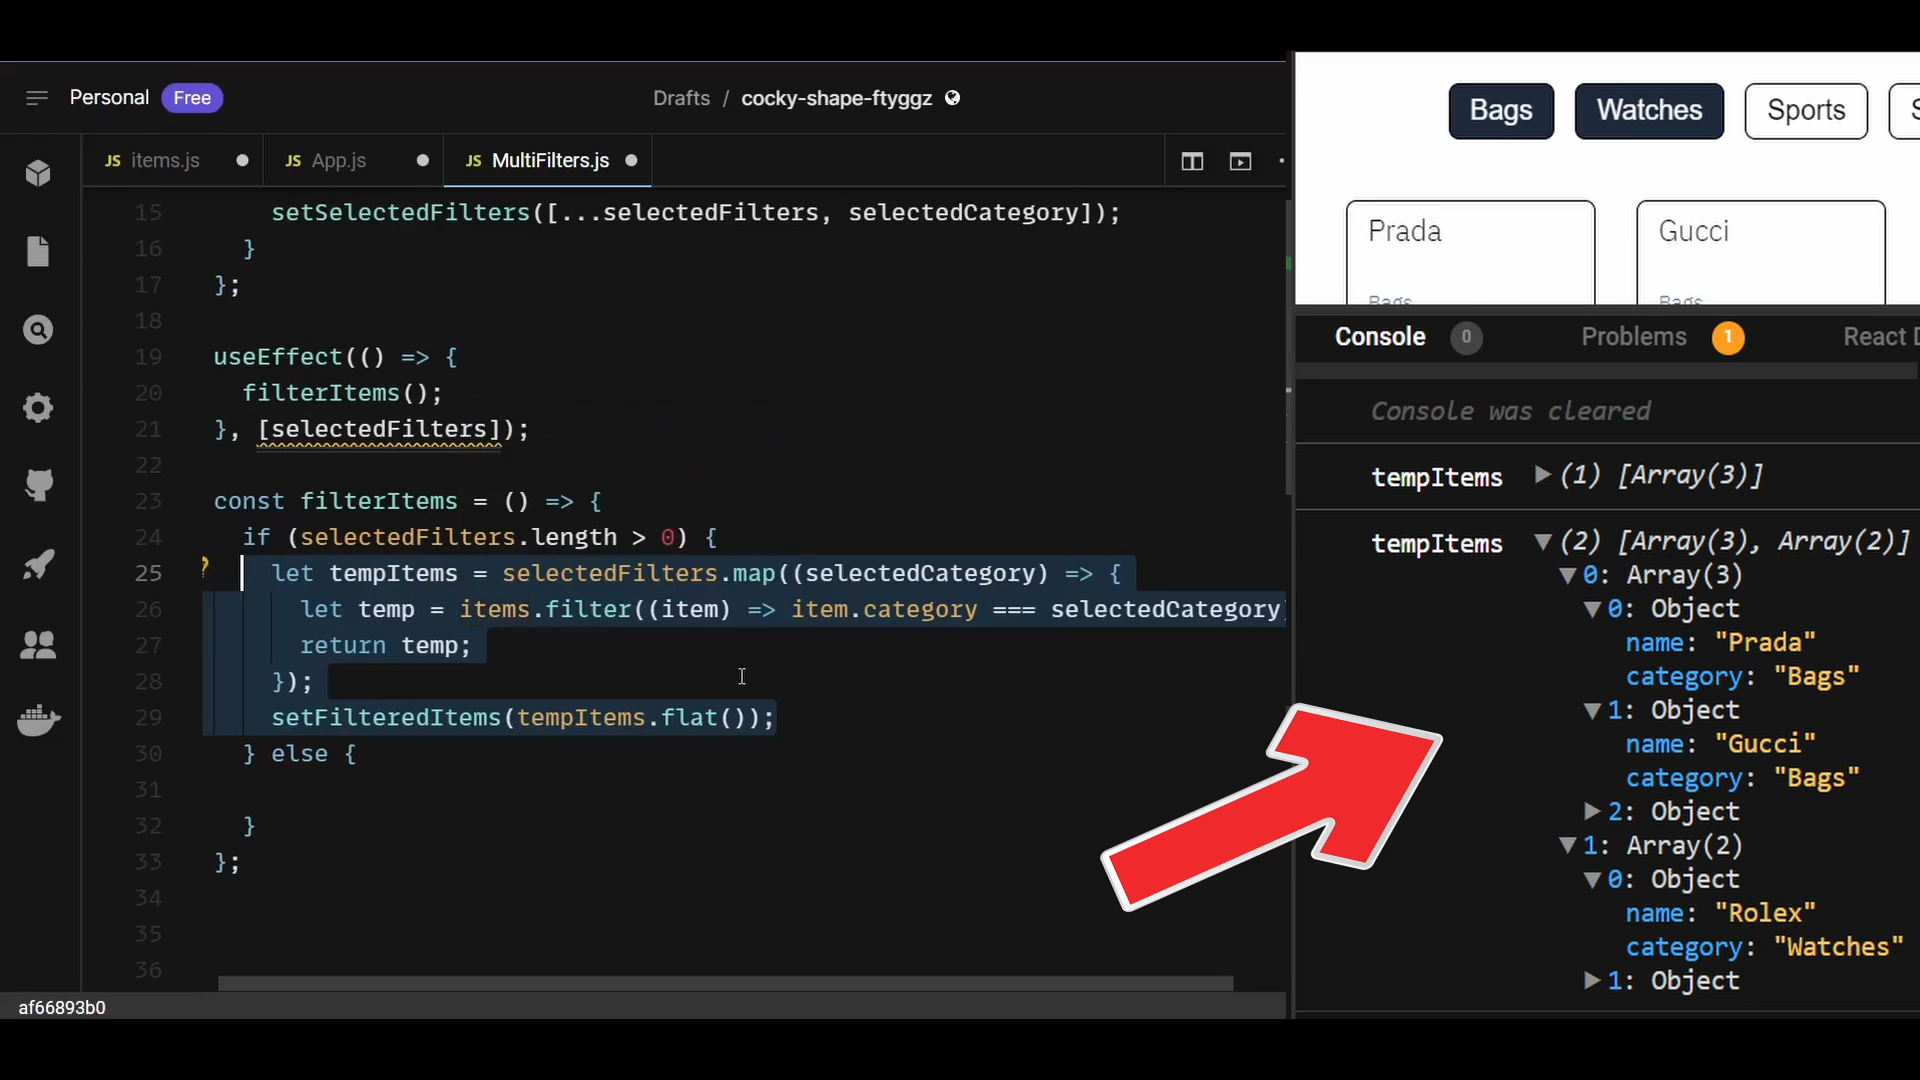 Personal Free
Drafts / cocky-shape-ftyggz
JS items.js
JS App.js
JS MultiFilters.js
15 setSelectedFilters([...selectedFilters, selectedCategory]);
16 }
17 };
18
19 useEffect(() => {
20 filterItems();
21 }, [selectedFilters]);
22
23 const filterItems = () => {
24 if (selectedFilters.length > 0) {
25 let tempItems = selectedFilters.map((selectedCategory) => {
26 let temp = items.filter((item) => item.category === selectedCategory)
27 return temp;
28 });
29 setFilteredItems(tempItems.flat());
30 } else {
31
32 }
33 };
34
35
36
af66893b0
Bags Watches Sports S
Prada
Bags
Gucci
Bags
Console 0 Problems 1 React D
Console was cleared
tempItems (1) [Array(3)]
tempItems (2) [Array(3), Array(2)]
0: Array(3)
0: Object
name: "Prada"
category: "Bags"
1: Object
name: "Gucci"
category: "Bags"
2: Object
1: Array(2)
0: Object
name: "Rolex"
category: "Watches"
1: Object